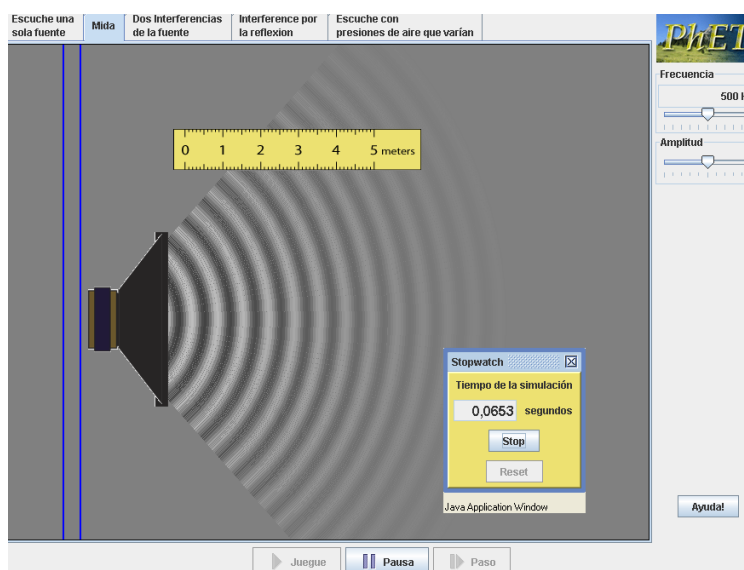 Escuche una
sola fuente
Mida
Dos Interferencias
de la fuente
Interference por
la reflexion
Escuche con
presiones de aire que varían
PhET
Frecuencia
500
Amplitud
0 1 2 3 4 5 meters
Stopwatch
Tiempo de la simulación
0,0653 segundos
Stop
Reset
Java Application Window
Ayuda!
Juegue
Pausa
Paso